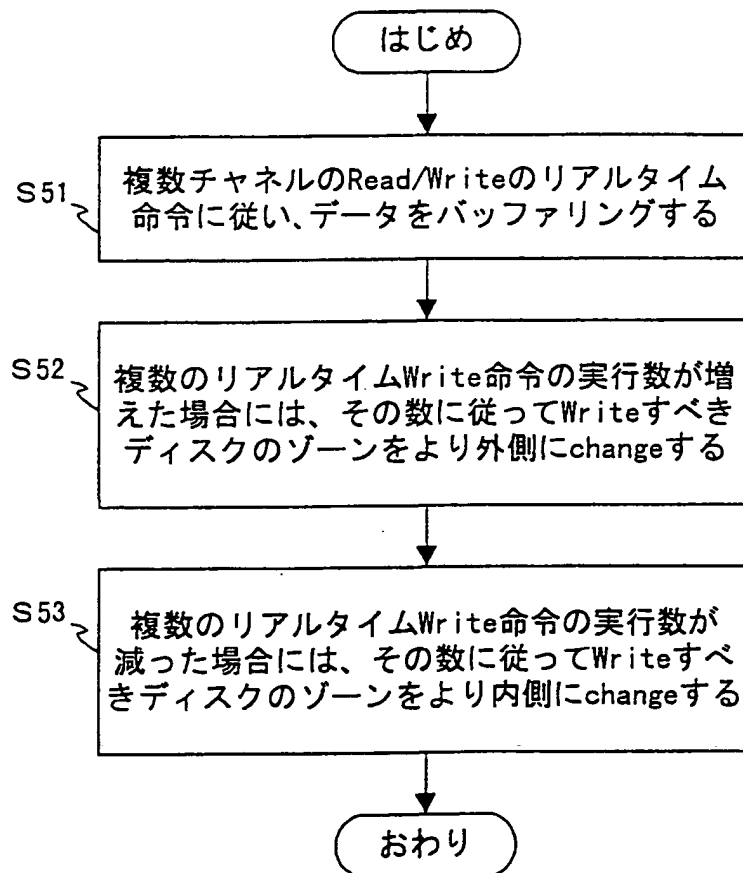 はじめ
S51
複数チャネルのRead/Writeのリアルタイム
命令に従い、データをバッファリングする
S52
複数のリアルタイムWrite命令の実行数が増
えた場合には、その数に従ってWriteすべき
ディスクのゾーンをより外側にchangeする
S53
複数のリアルタイムWrite命令の実行数が
減った場合には、その数に従ってWriteすべ
きディスクのゾーンをより内側にchangeする
おわり